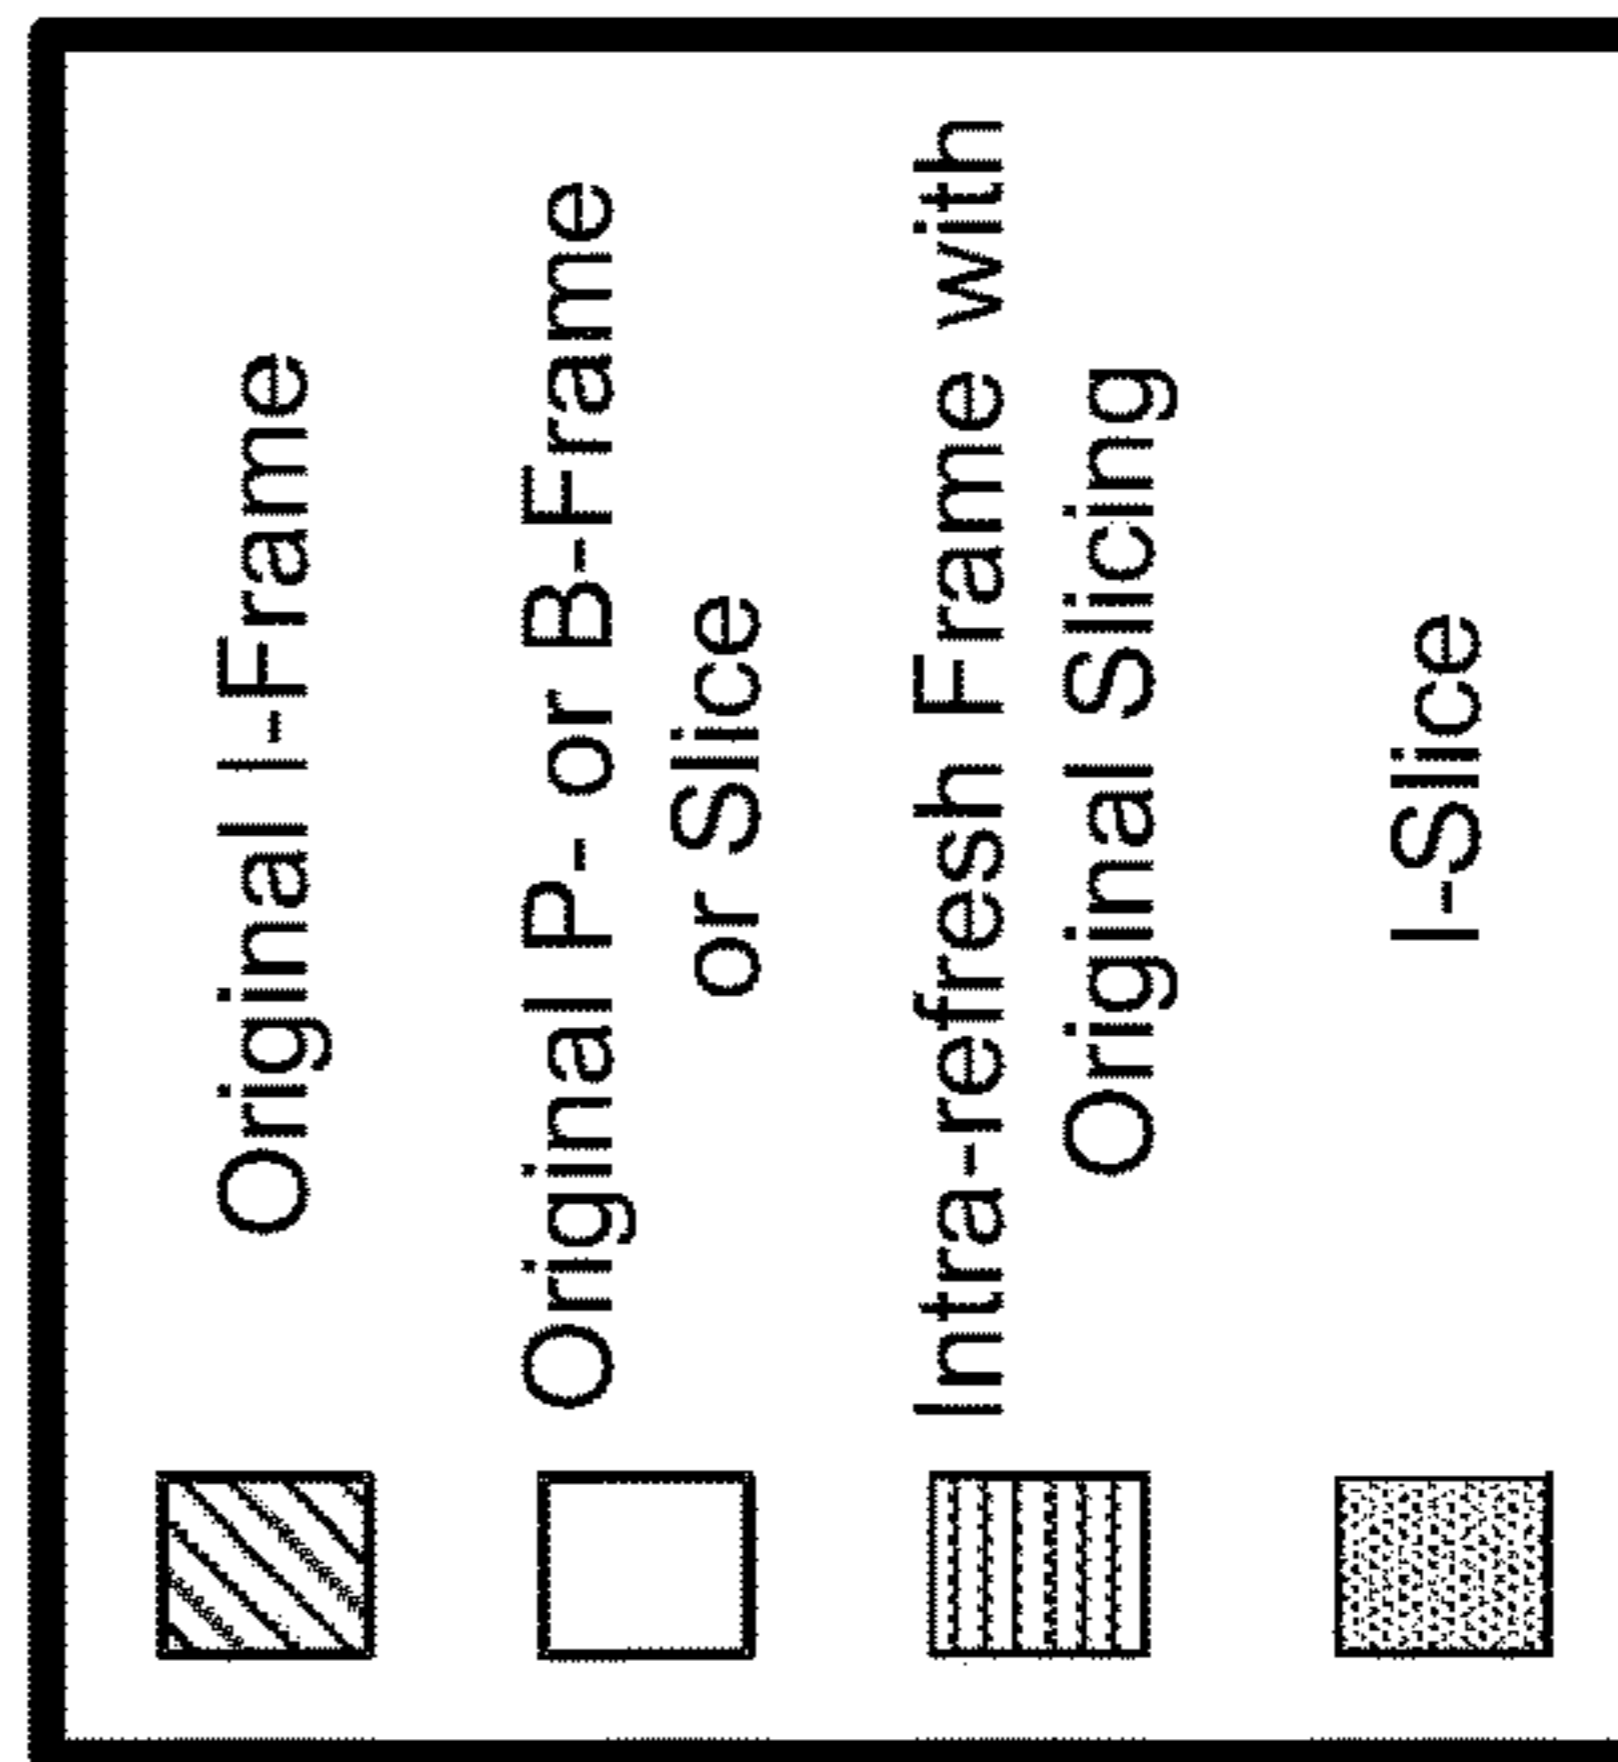 Original I-Frame
Original P- or B-Frame
or Slice
Intra-refresh Frame with
Original Slicing
I-Slice